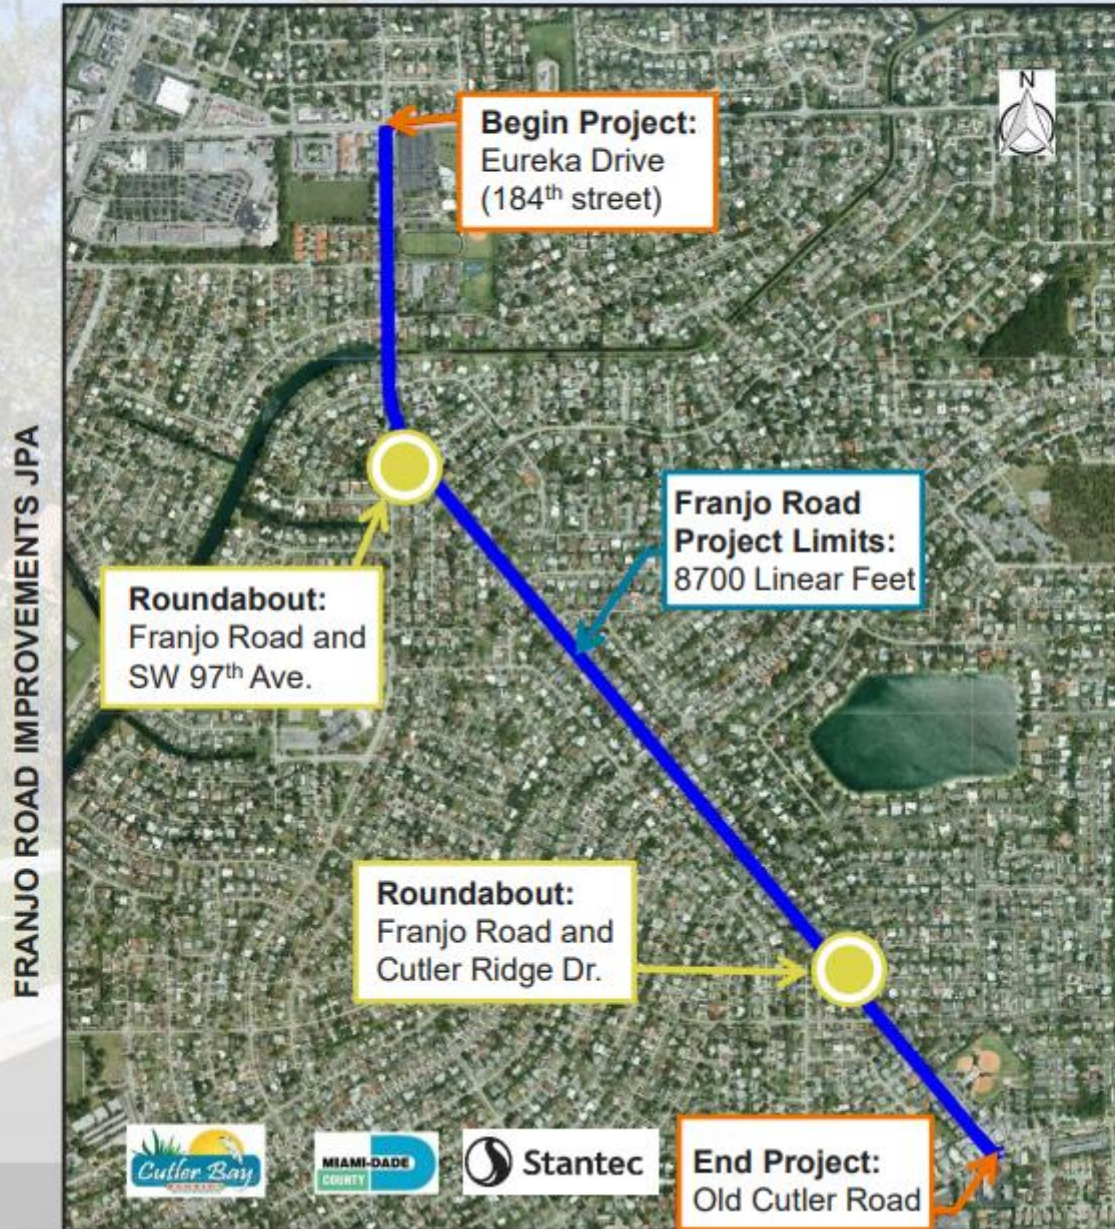 FRANJO ROAD IMPROVEMENTS JPA
N
Begin Project:
Eureka Drive
(184th street)
Franjo Road
Project Limits:
8700 Linear Feet
Roundabout:
Franjo Road and
SW 97th Ave.
Roundabout:
Franjo Road and
Cutler Ridge Dr.
Cutler Bay
FLORIDA
MIAMI-DADE
COUNTY
Stantec
End Project:
Old Cutler Road